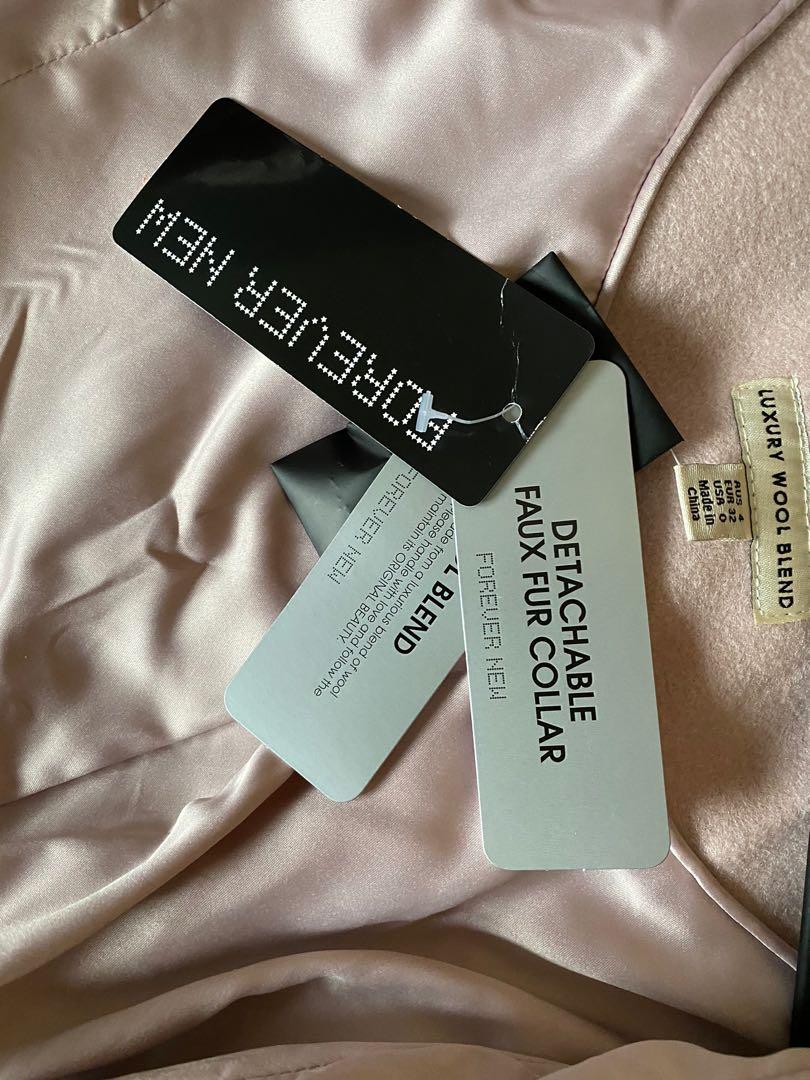 FOREVER NEW
DETACHABLE
FAUX FUR COLLAR
FOREVER NEW
BLEND
made from a luxurious blend of wool
Please handle with love and follow the
maintain its ORIGINAL BEAUTY.
FOREVER NEW
LUXURY WOOL BLEND
AUS 4
EUR 32
USA 0
Made in
China